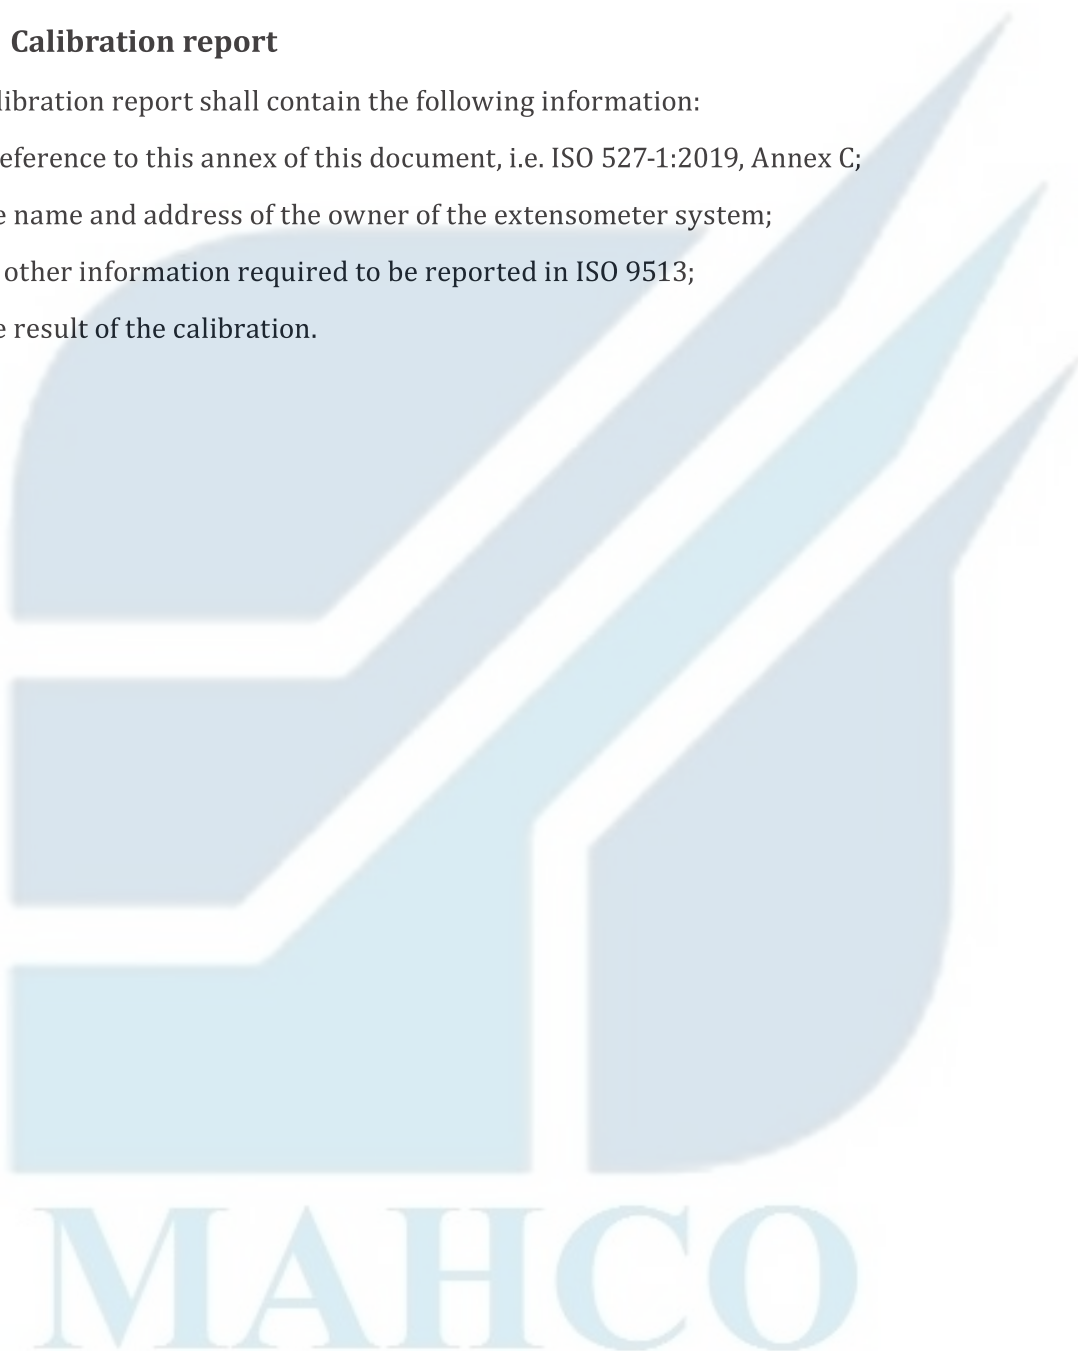 Calibration report
libration report shall contain the following information:
eference to this annex of this document, i.e. ISO 527-1:2019, Annex C;
e name and address of the owner of the extensometer system;
other information required to be reported in ISO 9513;
e result of the calibration.
MAHCO